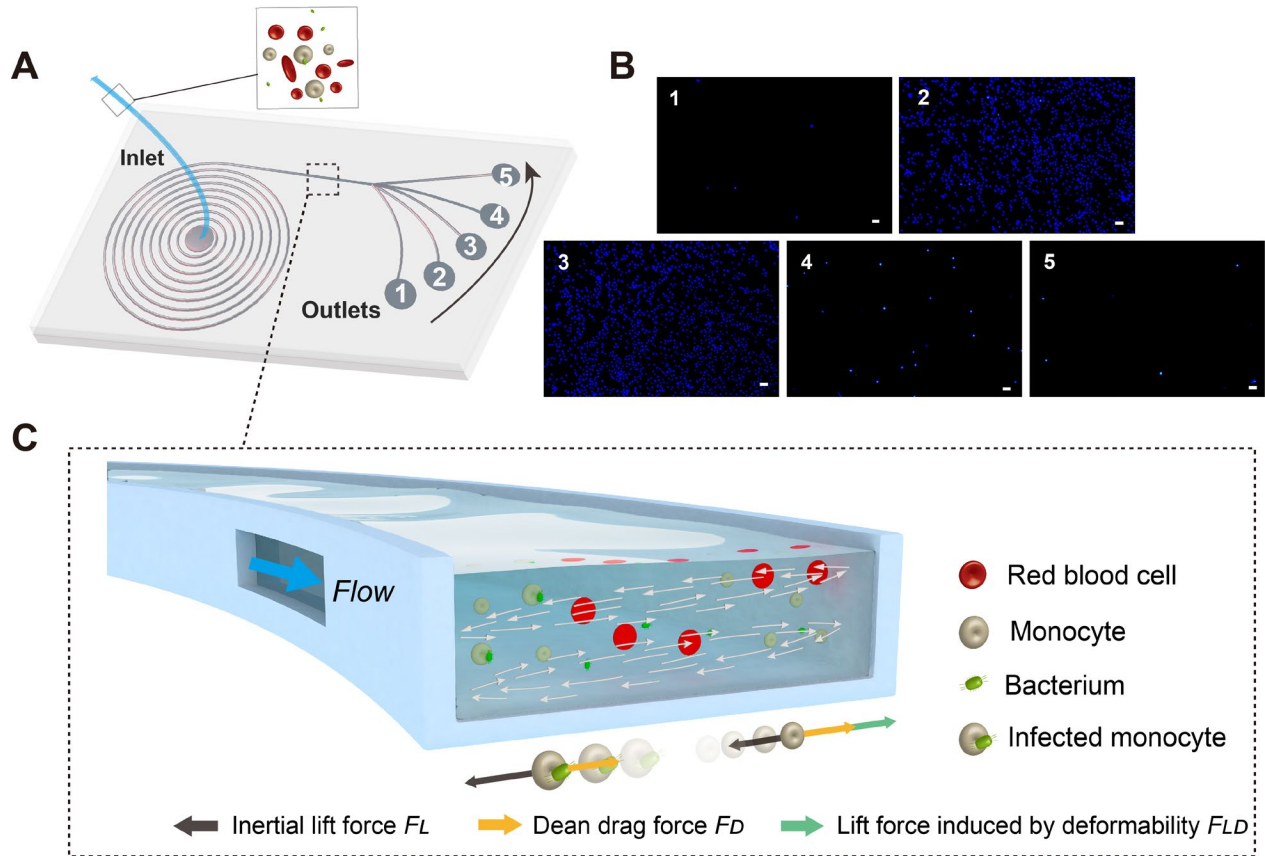 A
Inlet
Outlets
1
2
3
4
5
B
1
2
3
4
5
C
Flow
Red blood cell
Monocyte
Bacterium
Infected monocyte
Inertial lift force FL
Dean drag force FD
Lift force induced by deformability FLD